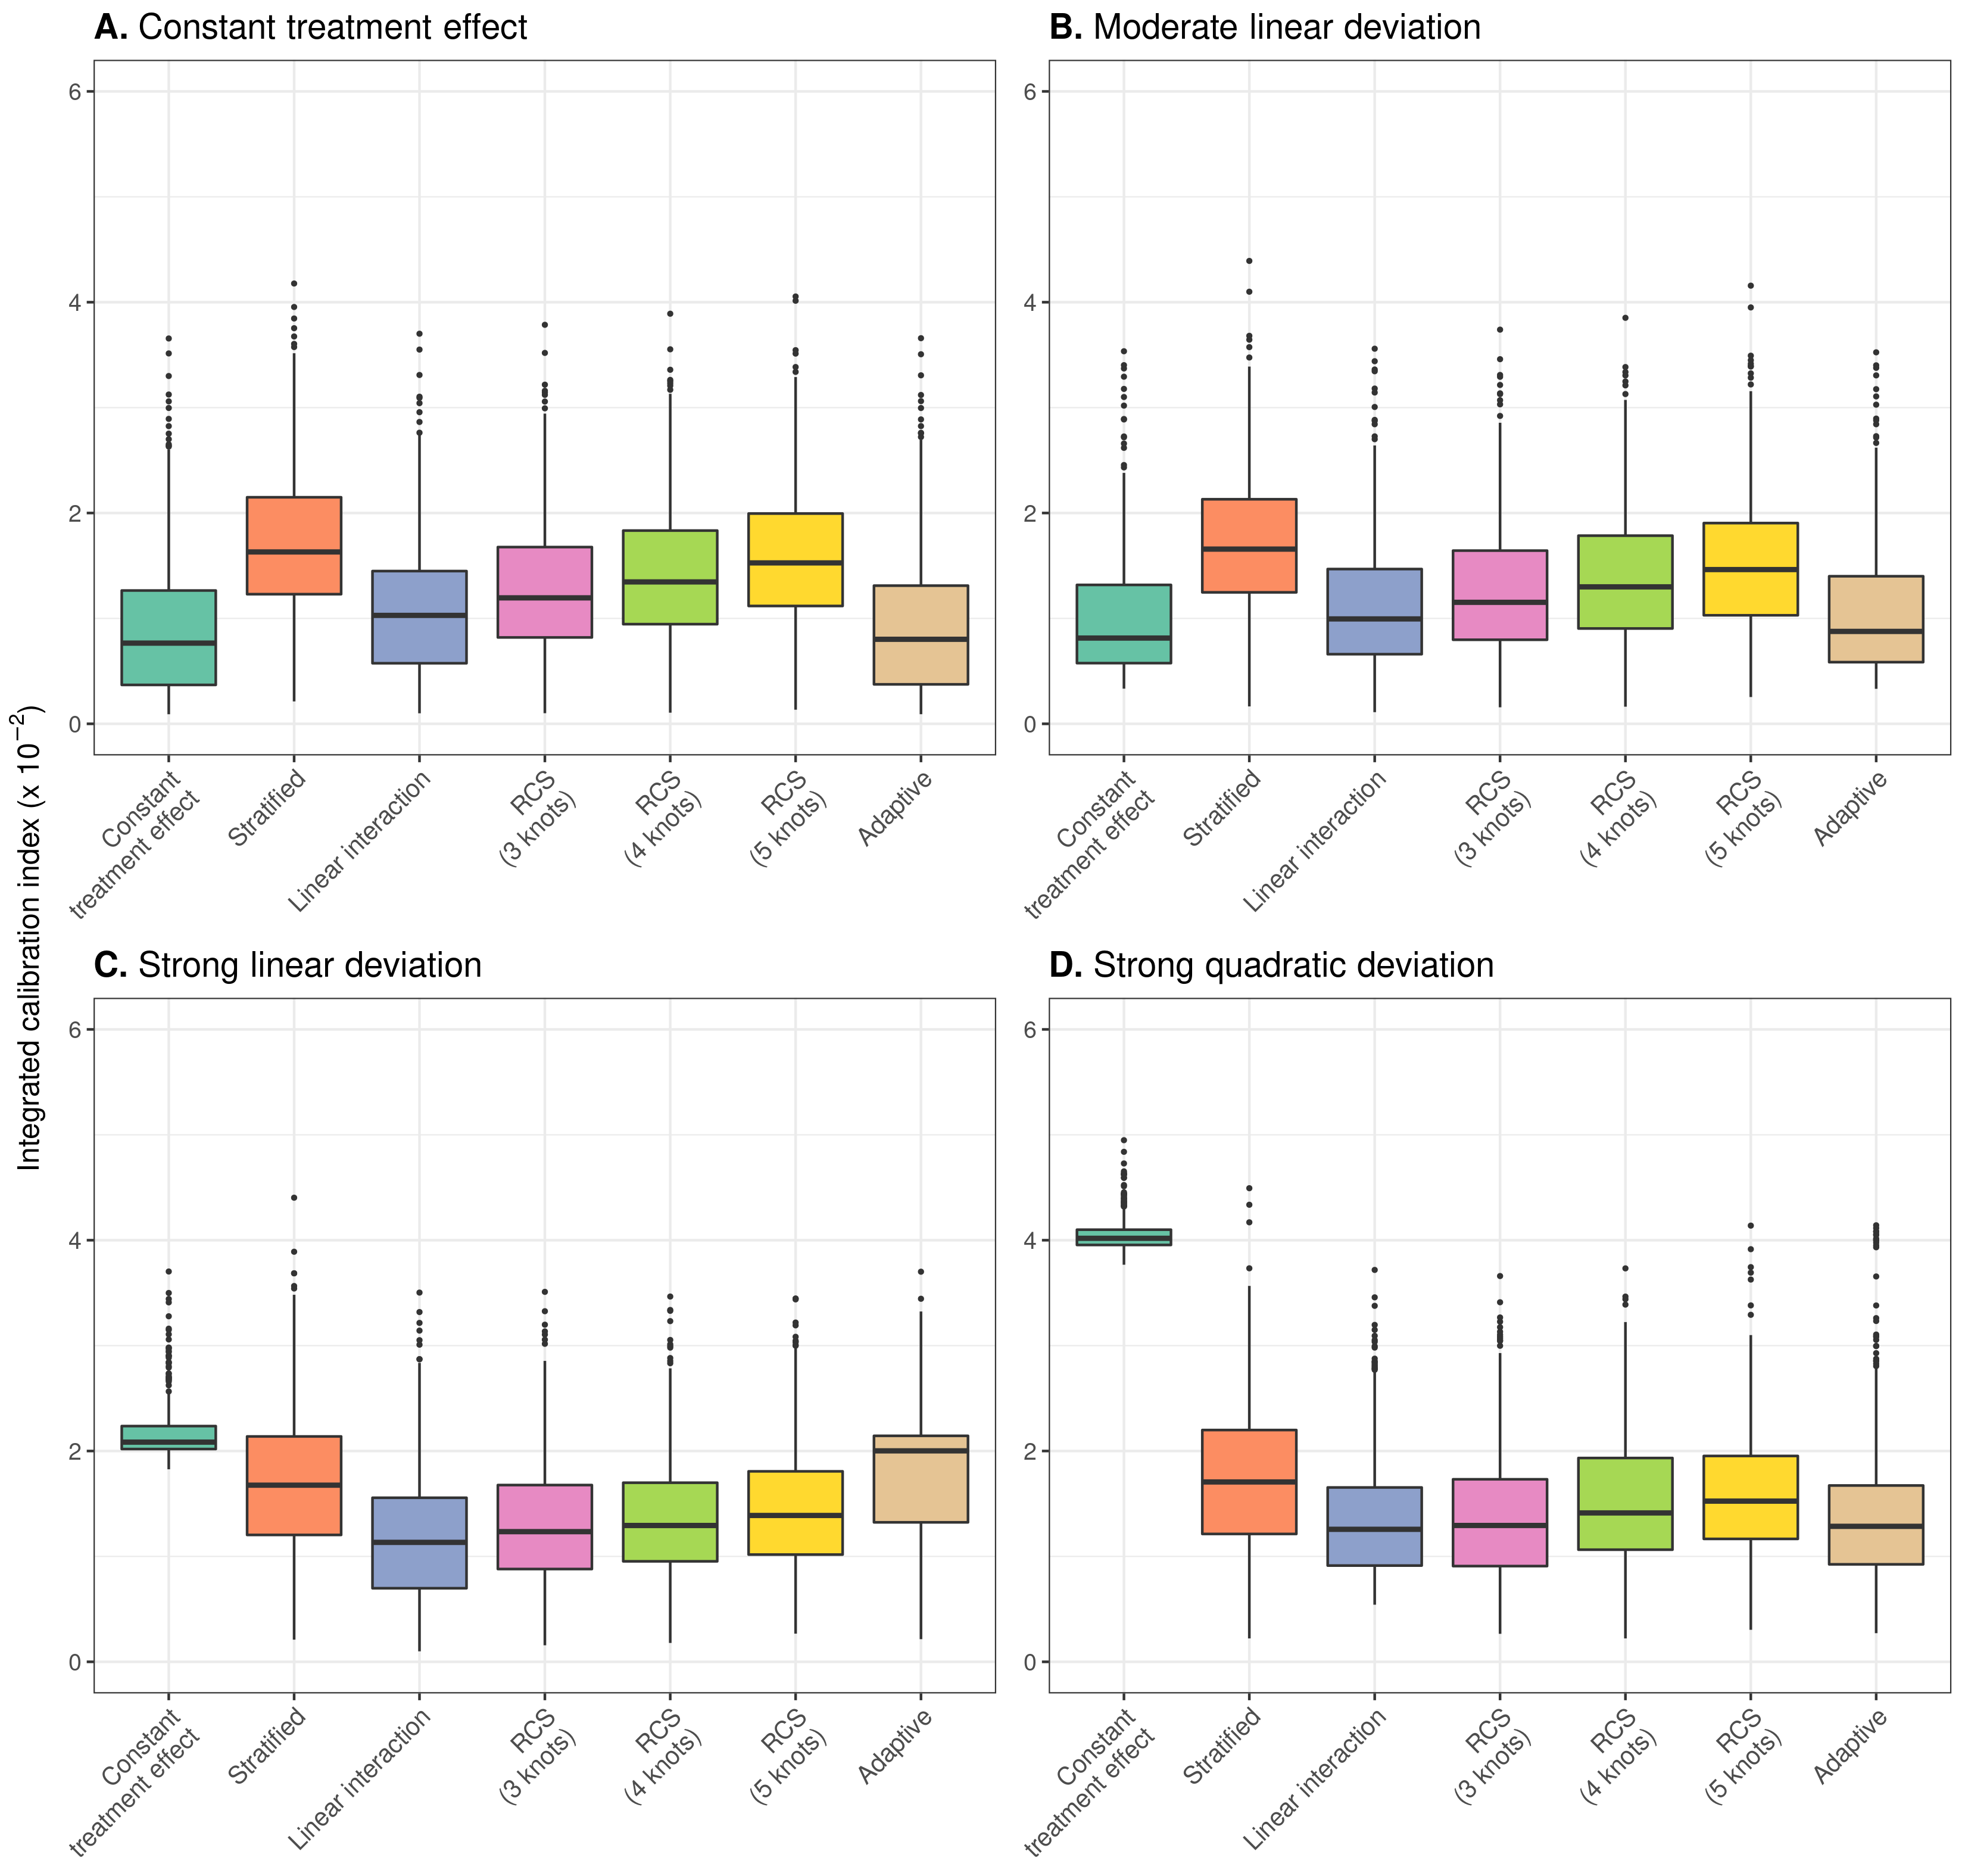 A. Constant treatment effect
B. Moderate linear deviation
6
4
2
0
6
4
2
0
Constant
treatment effect
Stratified
Linear interaction
RCS
(3 knots)
RCS
(4 knots)
RCS
(5 knots)
Adaptive
Constant
treatment effect
Stratified
Linear interaction
RCS
(3 knots)
RCS
(4 knots)
RCS
(5 knots)
Adaptive
Integrated calibration index (x 10⁻²)
C. Strong linear deviation
D. Strong quadratic deviation
6
4
2
0
6
4
2
0
Constant
treatment effect
Stratified
Linear interaction
RCS
(3 knots)
RCS
(4 knots)
RCS
(5 knots)
Adaptive
Constant
treatment effect
Stratified
Linear interaction
RCS
(3 knots)
RCS
(4 knots)
RCS
(5 knots)
Adaptive